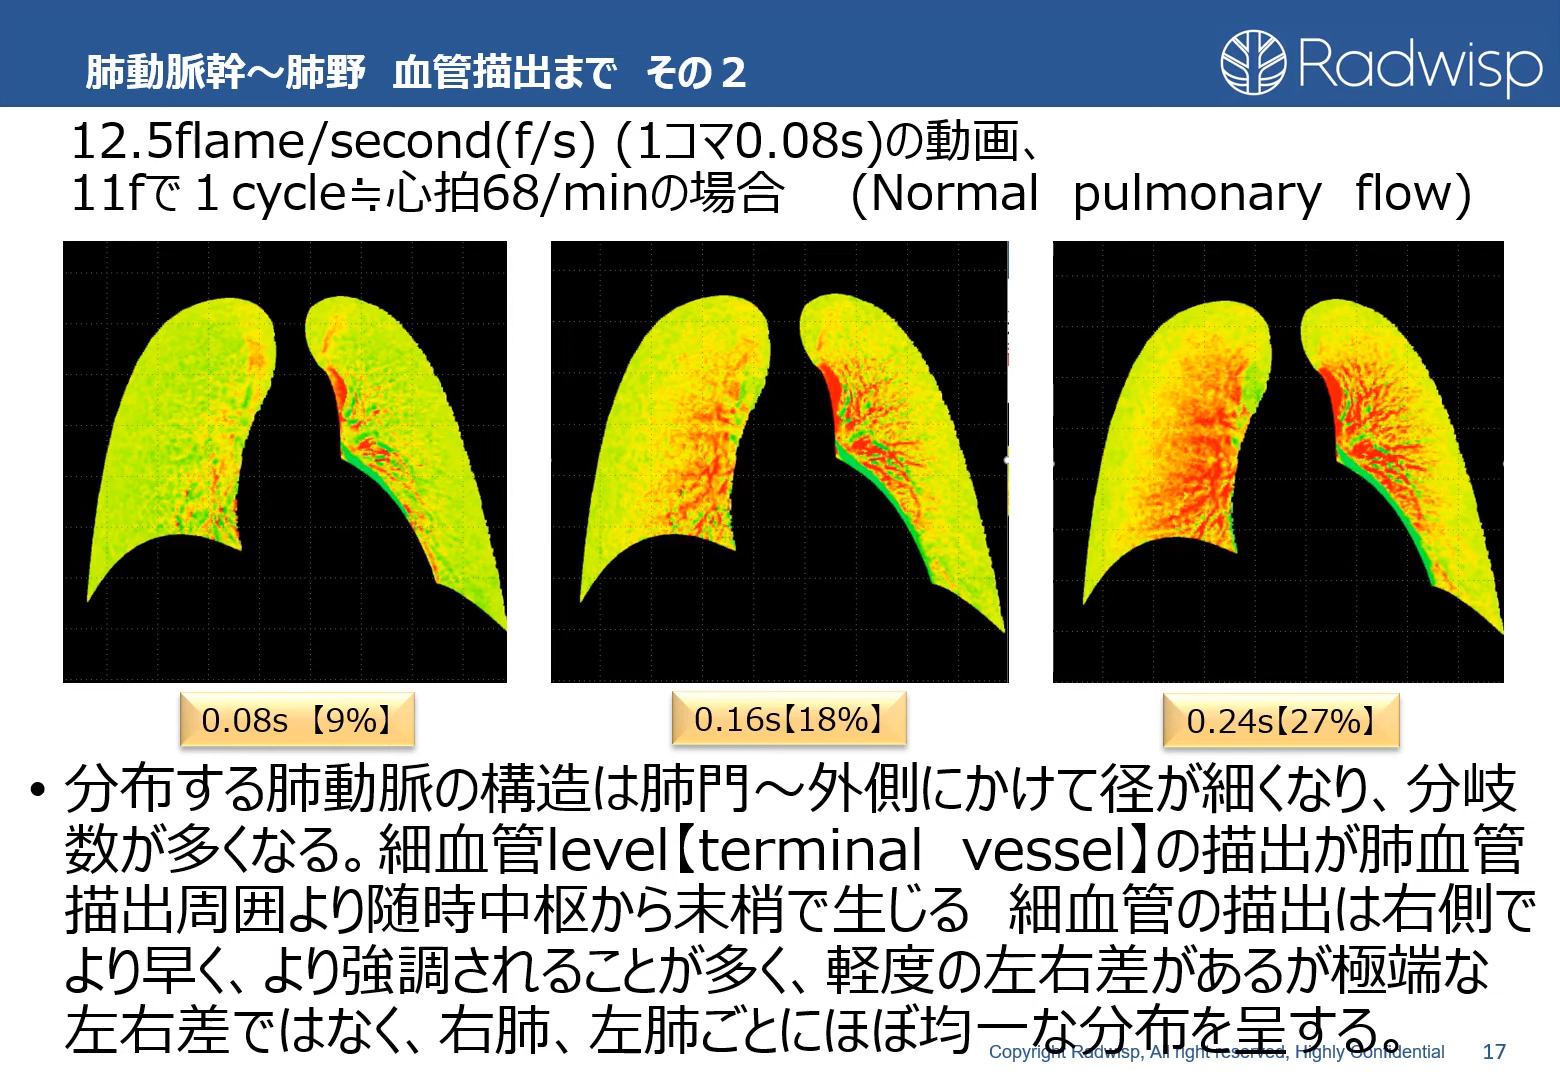 肺動脈幹～肺野　血管描出まで　その２
Radwisp
12.5flame/second(f/s) (1コマ0.08s)の動画、
11fで１cycle≒心拍68/minの場合　(Normal　pulmonary　flow)
0.08s 【9%】
0.16s【18%】
0.24s【27%】
• 分布する肺動脈の構造は肺門～外側にかけて径が細くなり、分岐
数が多くなる。細血管level【terminal　vessel】の描出が肺血管
描出周囲より随時中枢から末梢で生じる　細血管の描出は右側で
より早く、より強調されることが多く、軽度の左右差があるが極端な
左右差ではなく、右肺、左肺ごとにほぼ均一な分布を呈する。
Copyright Radwisp, All right reserved, Highly Confidential
17